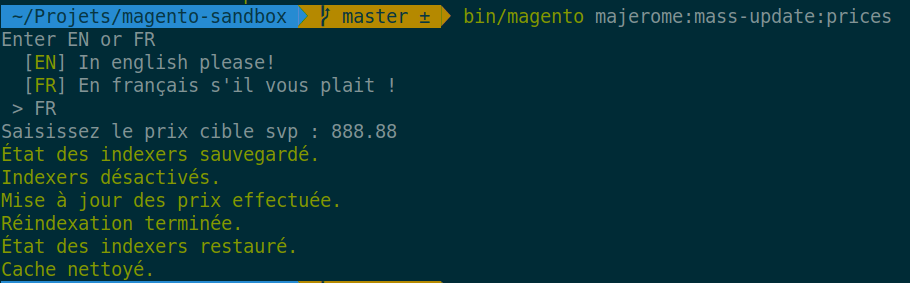 ~/Projets/magento-sandbox master ± bin/magento majerome:mass-update:prices
Enter EN or FR
[EN] In english please!
[FR] En français s'il vous plait !
> FR
Saisissez le prix cible svp : 888.88
État des indexers sauvegardé.
Indexers désactivés.
Mise à jour des prix effectuée.
Réindexation terminée.
État des indexers restauré.
Cache nettoyé.